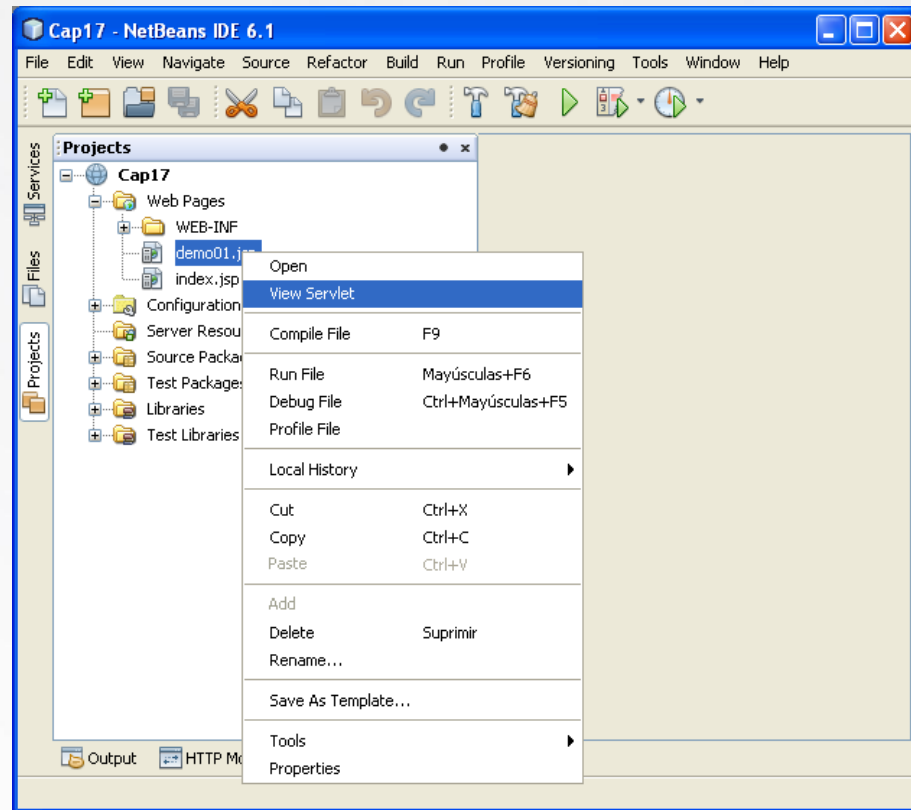 Cap17 - NetBeans IDE 6.1
File Edit View Navigate Source Refactor Build Run Profile Versioning Tools Window Help
Services
Files
Projects
Projects
Cap17
Web Pages
WEB-INF
demo01.jsp
index.jsp
Configuration
Server Resou
Source Packa
Test Packages
Libraries
Test Libraries
Open
View Servlet
Compile File F9
Run File Mayúsculas+F6
Debug File Ctrl+Mayúsculas+F5
Profile File
Local History
Cut Ctrl+X
Copy Ctrl+C
Paste Ctrl+V
Add
Delete Suprimir
Rename...
Save As Template...
Tools
Properties
Output HTTP Mo